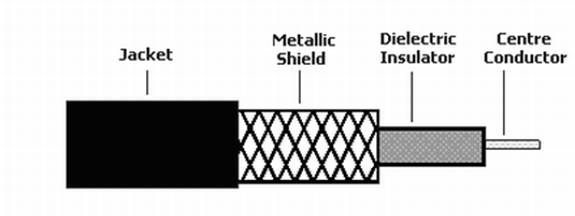 Jacket
Metallic
Shield
Dielectric
Insulator
Centre
Conductor